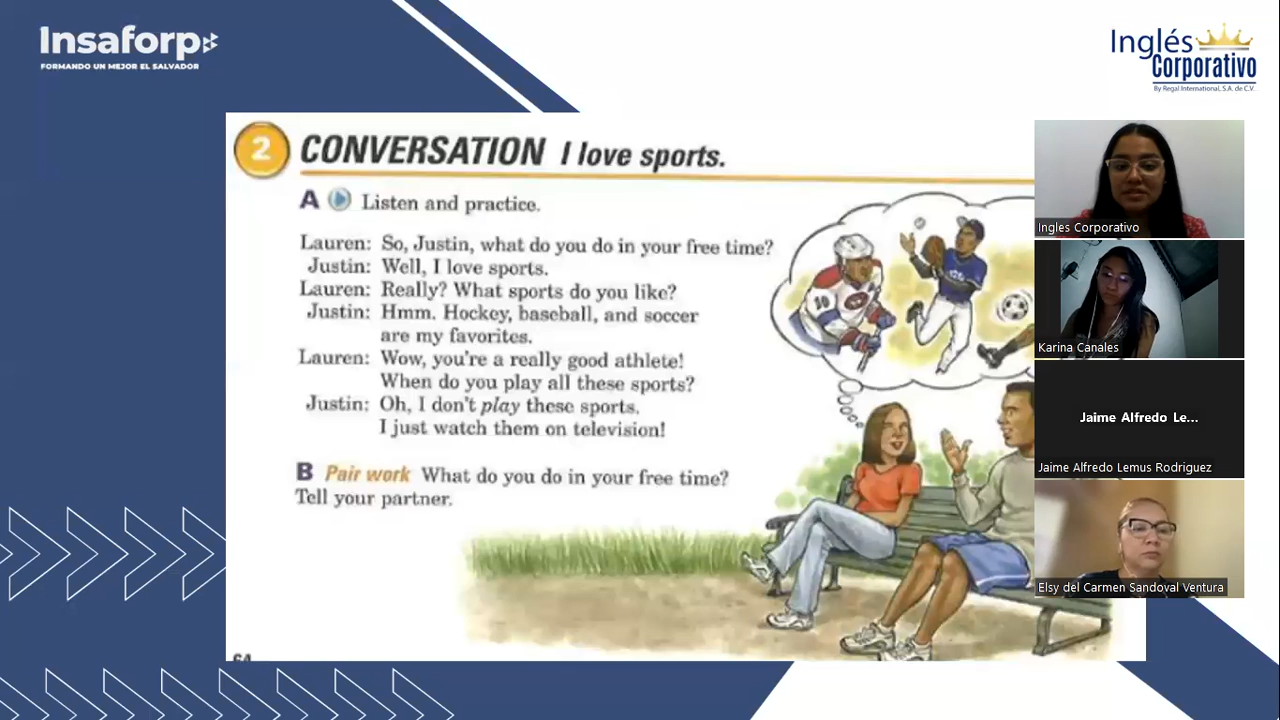 Insaforp
FORMANDO UN MEJOR EL SALVADOR
Inglés
Corporativo
By Regal International, S.A. de C.V.
2 CONVERSATION I love sports.
A Listen and practice.
Lauren: So, Justin, what do you do in your free time?
Justin: Well, I love sports.
Lauren: Really? What sports do you like?
Justin: Hmm. Hockey, baseball, and soccer
are my favorites.
Lauren: Wow, you're a really good athlete!
When do you play all these sports?
Justin: Oh, I don't play these sports.
I just watch them on television!
B Pair work What do you do in your free time?
Tell your partner.
10
Ingles Corporativo
Karina Canales
Jaime Alfredo Le...
Jaime Alfredo Lemus Rodriguez
Elsy del Carmen Sandoval Ventura